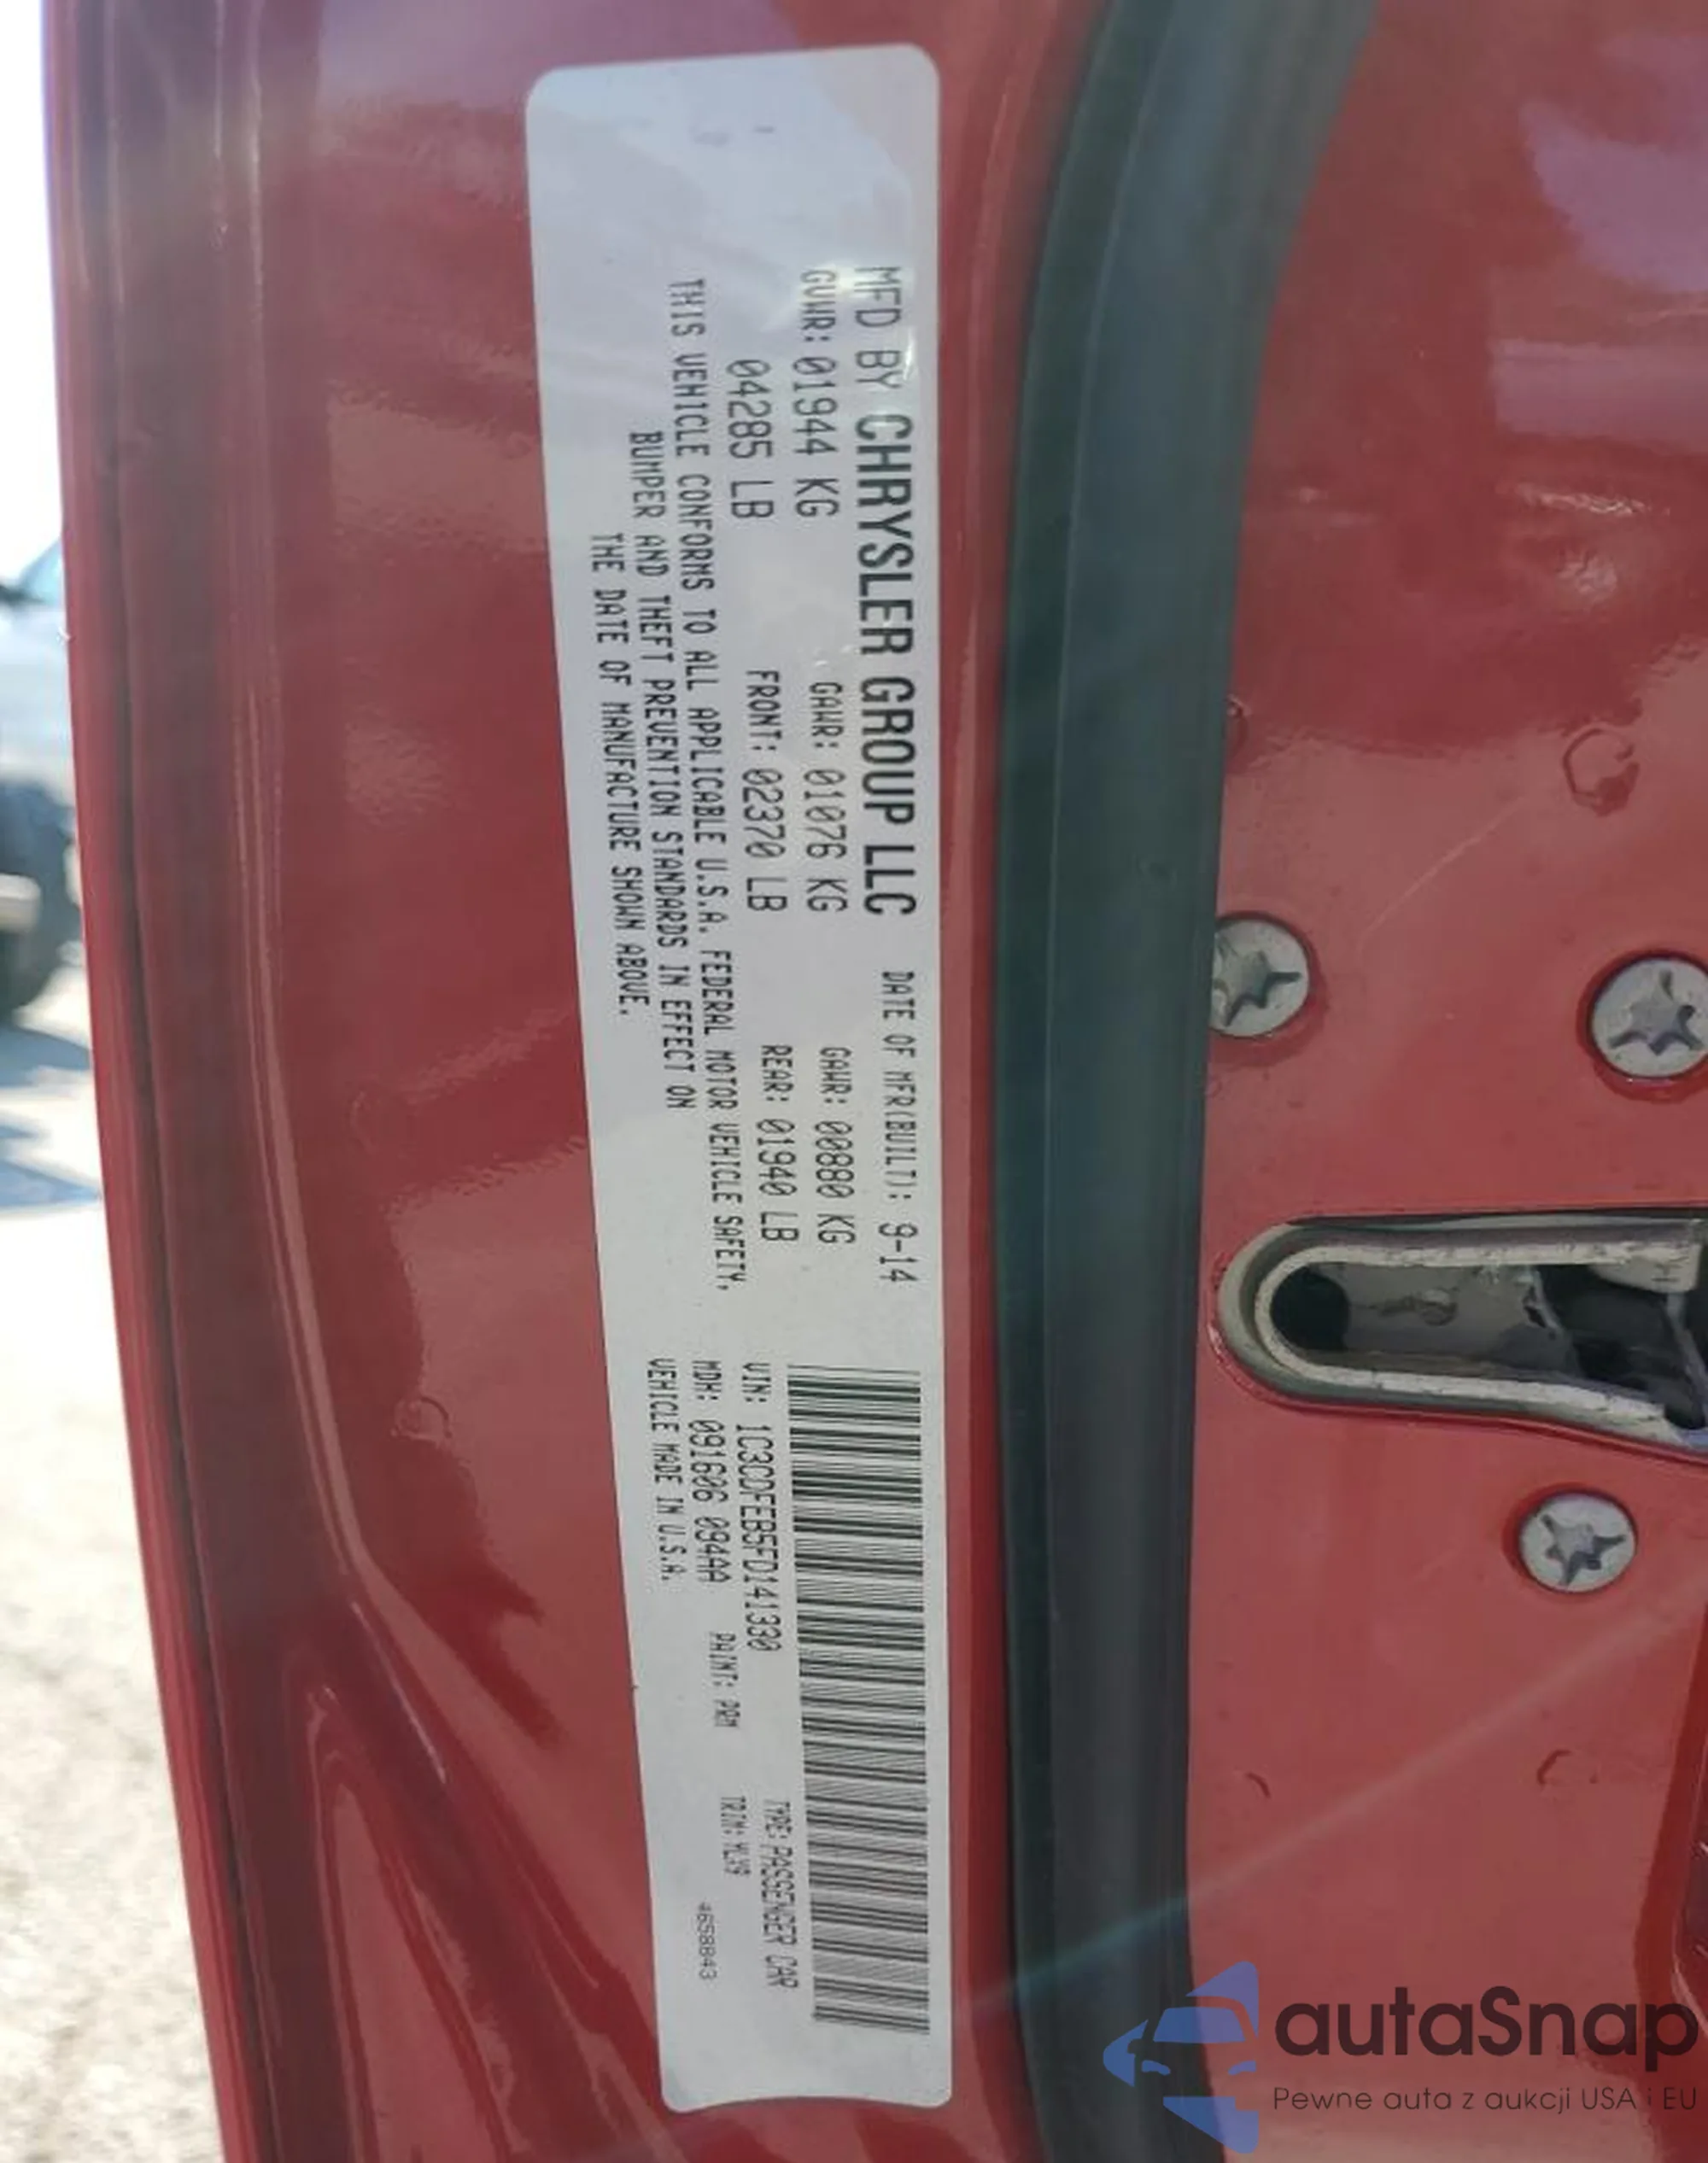 MFD BY CHRYSLER GROUP LLC DATE OF MFR(BUILT): 9-14
GVWR: 01944 KG GAWR: 01076 KG GAWR: 00880 KG
04285 LB FRONT: 02370 LB REAR: 01940 LB
THIS VEHICLE CONFORMS TO ALL APPLICABLE U.S.A. FEDERAL MOTOR VEHICLE SAFETY,
BUMPER AND THEFT PREVENTION STANDARDS IN EFFECT ON
THE DATE OF MANUFACTURE SHOWN ABOVE.
VIN: 1C3CDFEB5FD141330 TYPE: PASSENGER CAR
MDH: 091606 094AA PAINT: PRM TRIM: MLX9
VEHICLE MADE IN U.S.A. 4658843
autaSnap
Pewne auta z aukcji USA i EU